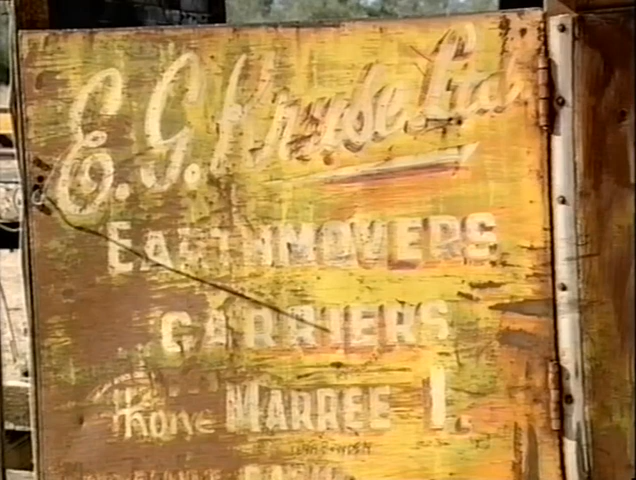 E. G. Kruse. Ltd.
EARTHMOVERS
CARRIERS
Phone MARREE 1.